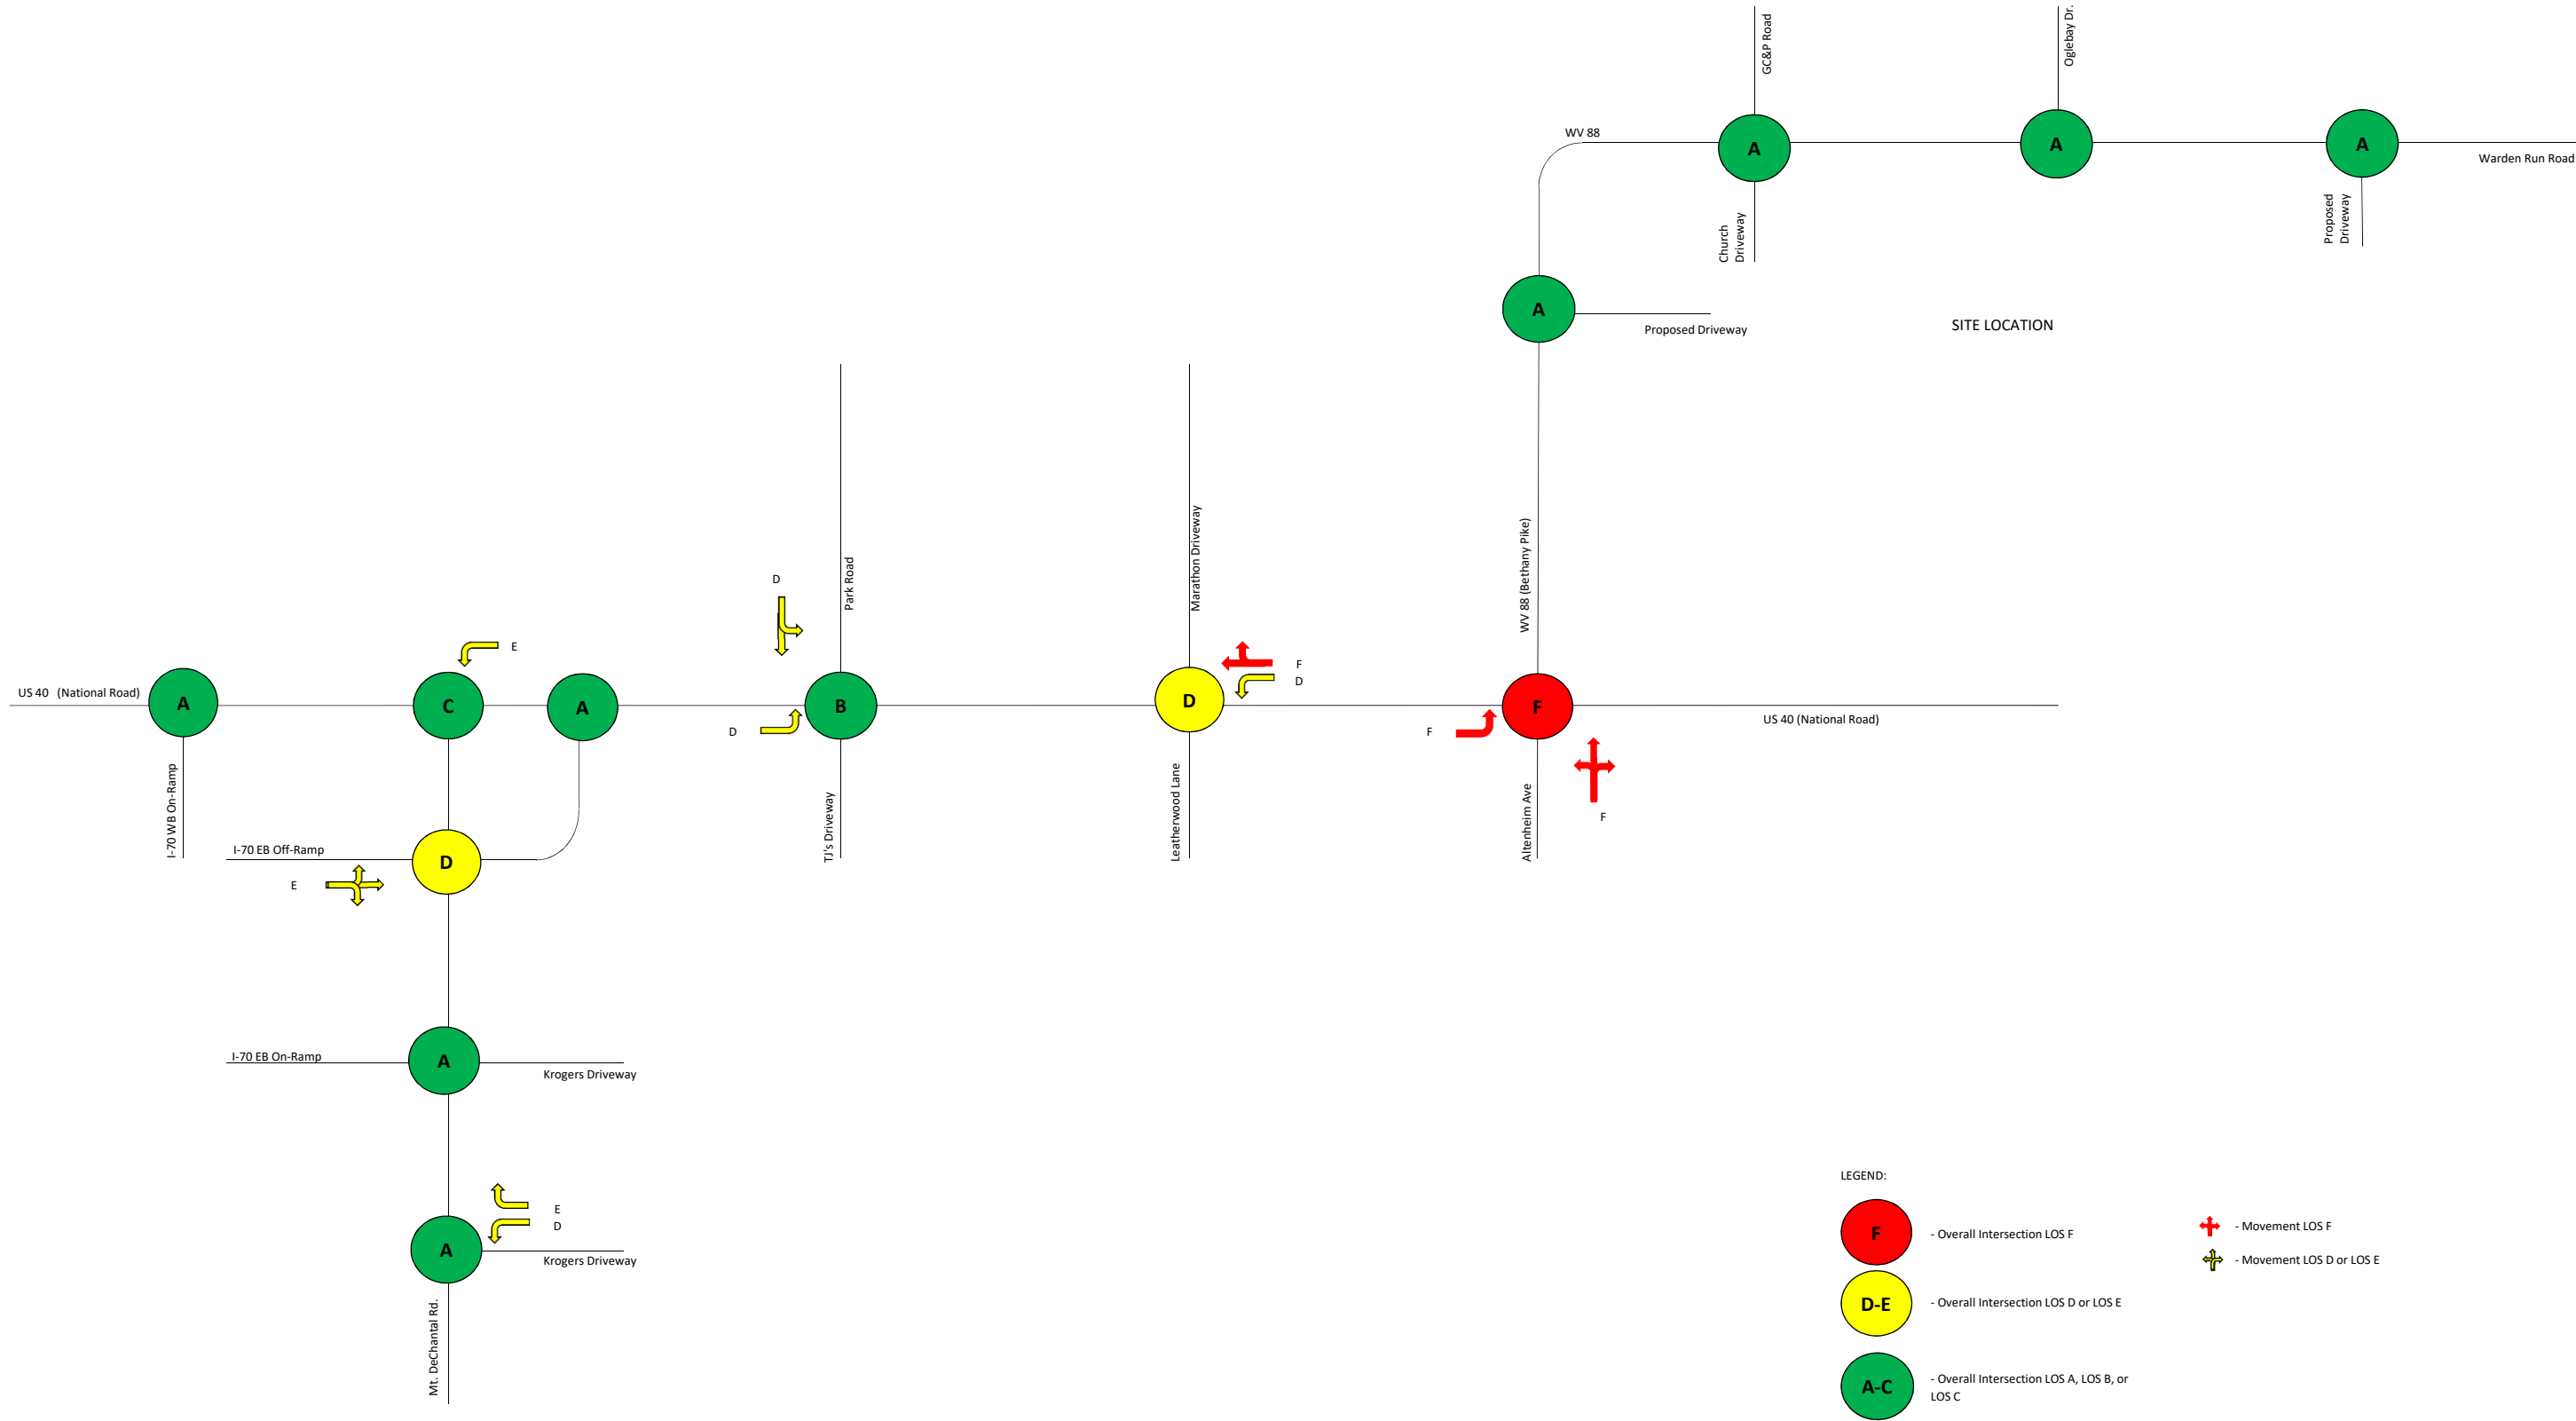 GC&P Road
Oglebay Dr.
WV 88
A
A
A
Warden Run Road
Church
Driveway
Proposed
Driveway
A
Proposed Driveway
SITE LOCATION
Park Road
Marathon Driveway
WV 88 (Bethany Pike)
D
E
US 40 (National Road)
A
C
A
D
B
D
F
D
F
F
US 40 (National Road)
I-70 WB On-Ramp
TJ's Driveway
Leatherwood Lane
Altenheim Ave
F
I-70 EB Off-Ramp
D
E
I-70 EB On-Ramp
A
Krogers Driveway
E
D
A
Krogers Driveway
Mt. DeChantal Rd.
LEGEND:
F
- Overall Intersection LOS F
- Movement LOS F
- Movement LOS D or LOS E
D-E
- Overall Intersection LOS D or LOS E
A-C
- Overall Intersection LOS A, LOS B, or
LOS C